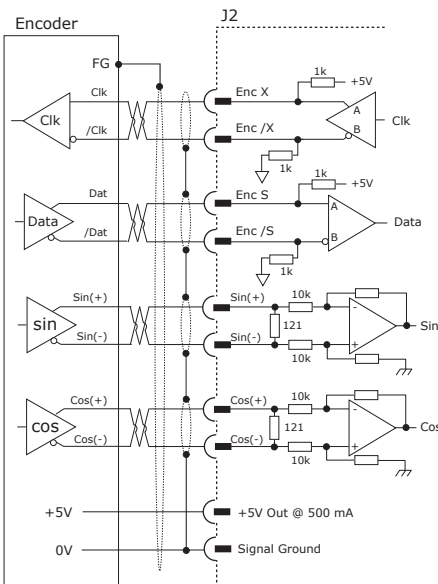 Encoder
J2
FG
Clk
Enc X
1k
+5V
A
Clk
Clk
/Clk
Enc /X
B
1k
1k
+5V
Dat
Enc S
A
Data
Data
/Dat
Enc /S
B
1k
Sin(+)
Sin(+)
10k
-
sin
121
Sin
Sin(-)
Sin(-)
+
10k
Cos(+)
Cos(+)
10k
-
cos
121
Cos
Cos(-)
Cos(-)
+
10k
+5V
+5V Out @ 500 mA
0V
Signal Ground